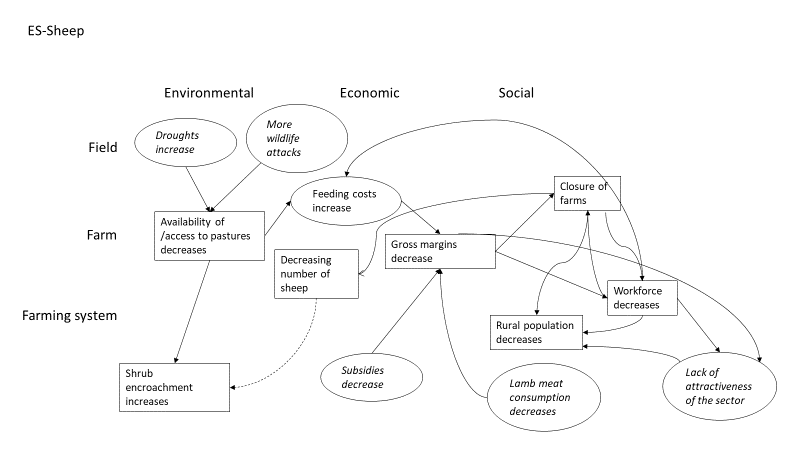 ES-Sheep
Environmental
Economic
Social
Field
Droughts
increase
More
wildlife
attacks
Feeding costs
increase
Closure of
farms
Farm
Availability of
/access to pastures
decreases
Gross margins
decrease
Decreasing
number of
sheep
Workforce
decreases
Farming system
Rural population
decreases
Shrub
encroachment
increases
Subsidies
decrease
Lamb meat
consumption
decreases
Lack of
attractiveness
of the sector